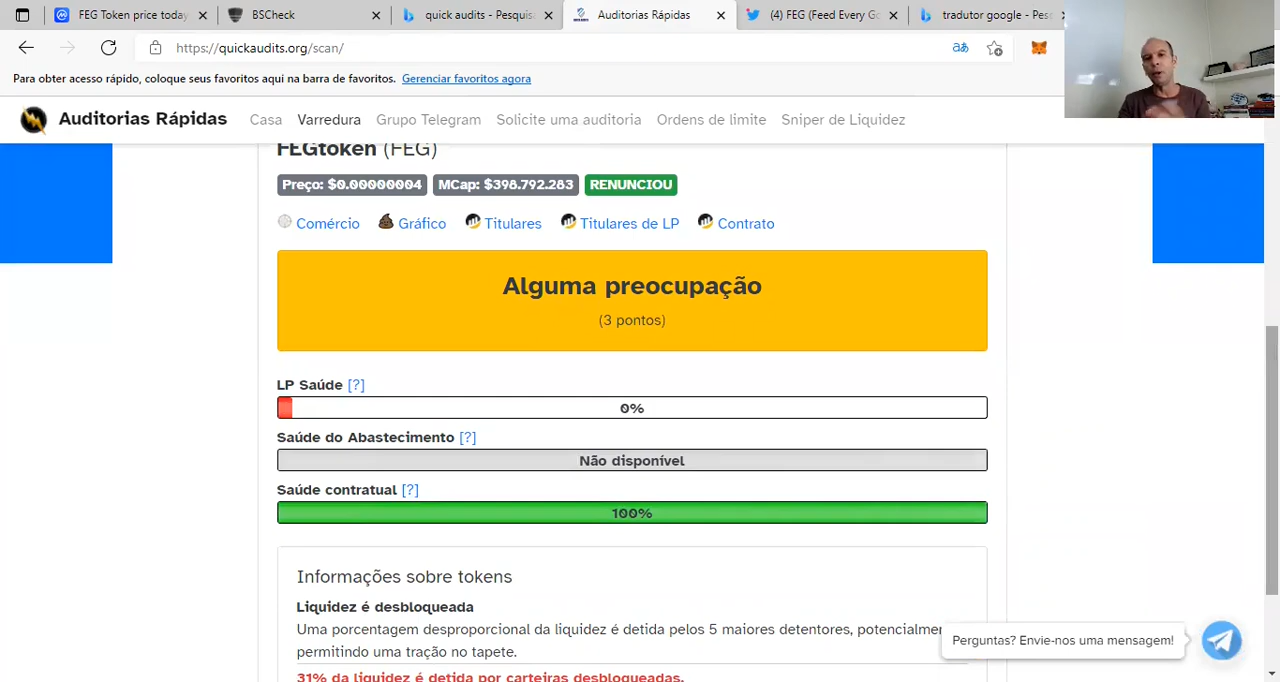 FEG Token price today
BSCheck
quick audits - Pesquis
Auditorias Rápidas
(4) FEG (Feed Every Go
tradutor google - Pes
https://quickaudits.org/scan/
Para obter acesso rápido, coloque seus favoritos aqui na barra de favoritos. Gerenciar favoritos agora
Auditorias Rápidas Casa Varredura Grupo Telegram Solicite uma auditoria Ordens de limite Sniper de Liquidez
FEGtoken (FEG)
Preço: $0.00000004 MCap: $398.792.283 RENUNCIOU
Comércio Gráfico Titulares Titulares de LP Contrato
Alguma preocupação
(3 pontos)
LP Saúde [?]
0%
Saúde do Abastecimento [?]
Não disponível
Saúde contratual [?]
100%
Informações sobre tokens
Liquidez é desbloqueada
Uma porcentagem desproporcional da liquidez é detida pelos 5 maiores detentores, potencialme
permitindo uma tração no tapete.
31% da liquidez é detida por carteiras desbloqueadas.
Perguntas? Envie-nos uma mensagem!